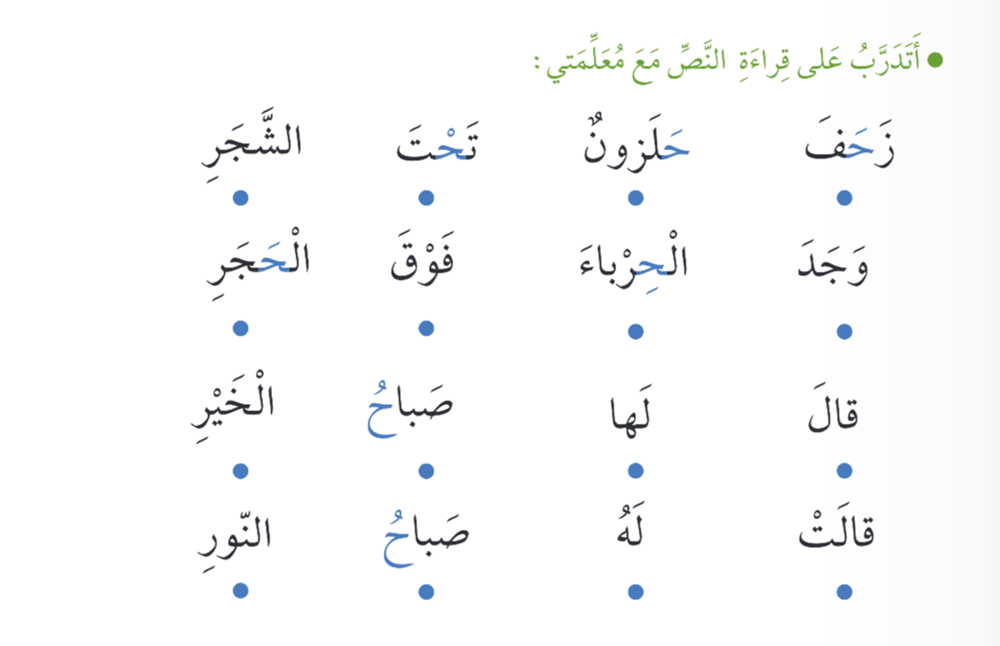 ● أَتَدَرَّبُ عَلى قِراءَةِ النَّصِّ مَعَ مُعَلِّمَتي :
زَحَفَ حَلَزونٌ تَحْتَ الشَّجَرِ
وَجَدَ الْحِرْباءَ فَوْقَ الْحَجَرِ
قالَ لَها صَباحُ الْخَيْرِ
قالَتْ لَهُ صَباحُ النّورِ